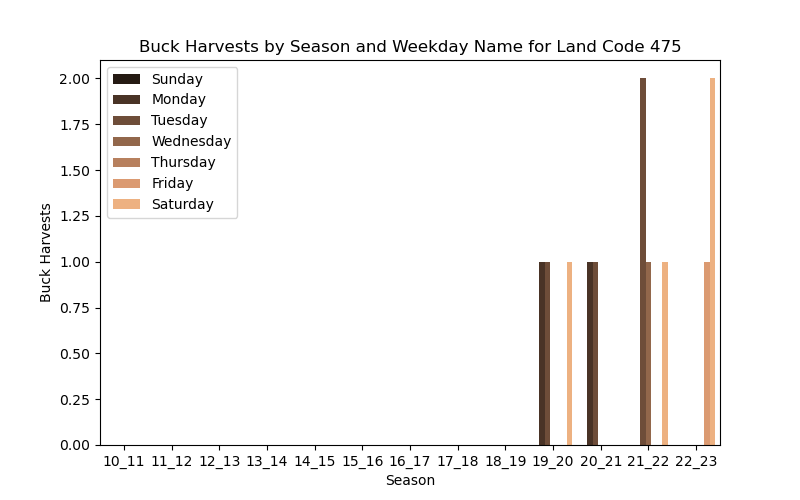 Buck Harvests by Season and Weekday Name for Land Code 475
Sunday
Monday
Tuesday
Wednesday
Thursday
Friday
Saturday
2.00
1.75
1.50
1.25
1.00
0.75
0.50
0.25
0.00
Buck Harvests
10_11 11_12 12_13 13_14 14_15 15_16 16_17 17_18 18_19 19_20 20_21 21_22 22_23
Season